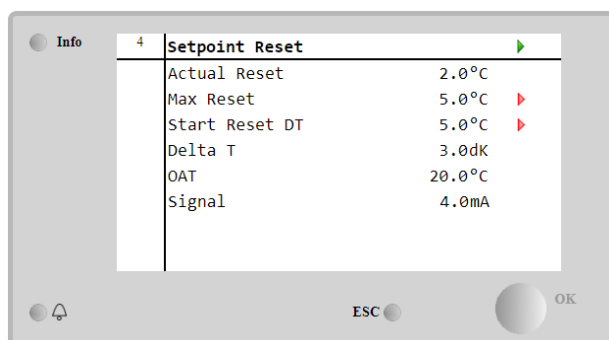 Info
4 Setpoint Reset
Actual Reset 2.0°C
Max Reset 5.0°C
Start Reset DT 5.0°C
Delta T 3.0dK
OAT 20.0°C
Signal 4.0mA
ESC
OK